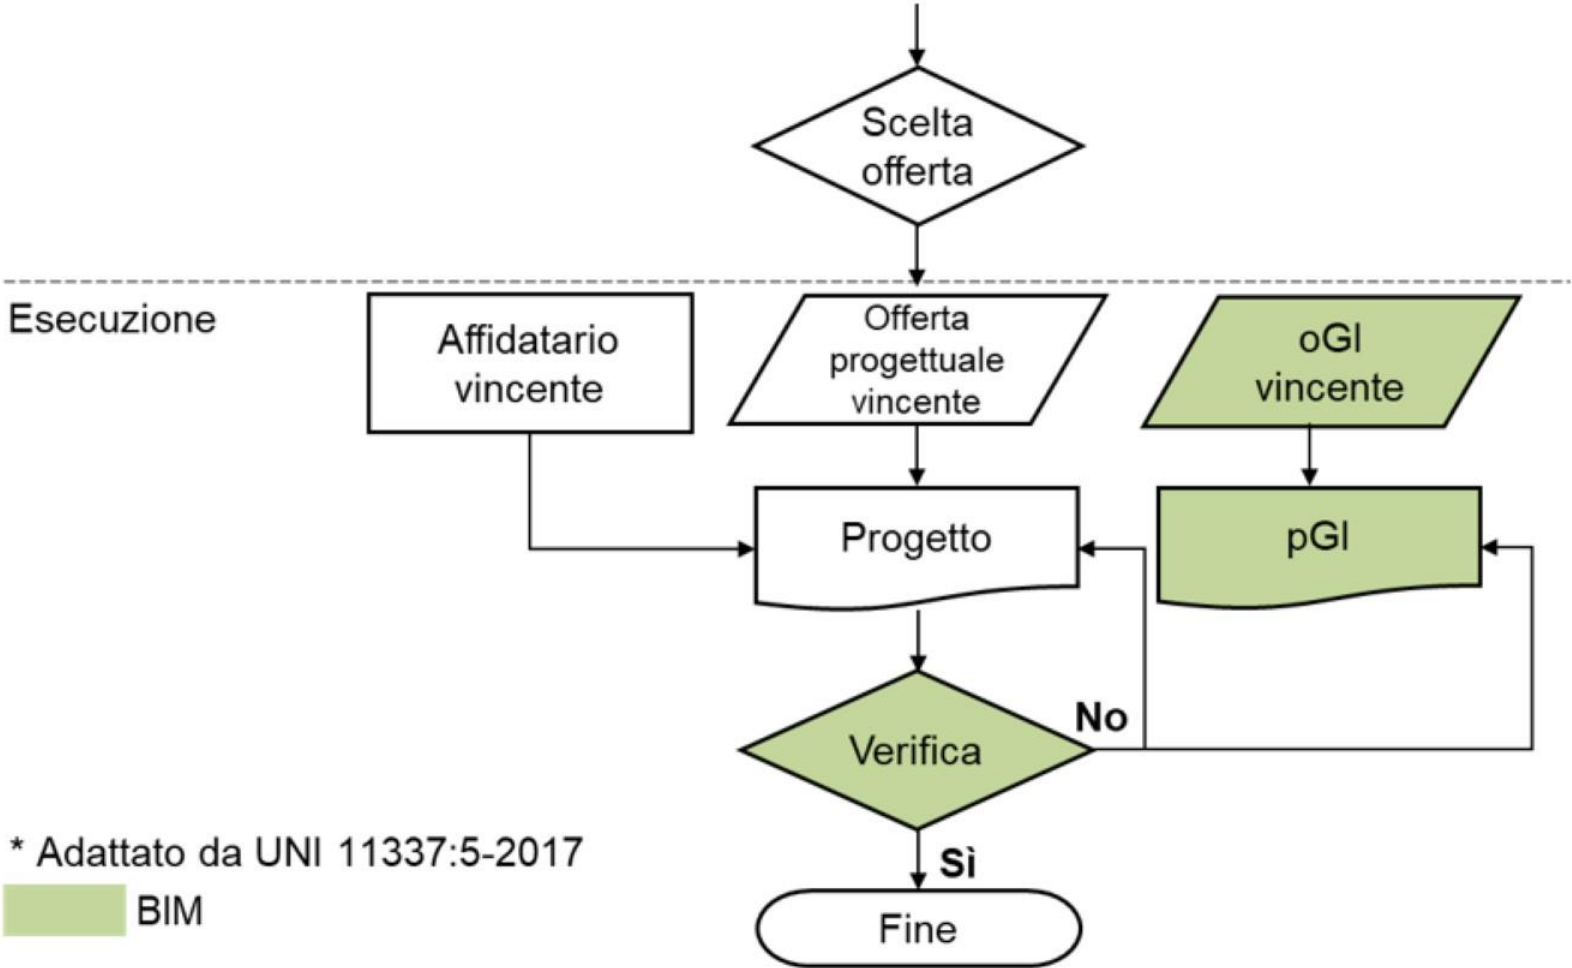 Scelta
offerta
Esecuzione
Affidatario
vincente
Offerta
progettuale
vincente
oGI
vincente
Progetto
pGI
No
Verifica
* Adattato da UNI 11337:5-2017
Sì
BIM
Fine